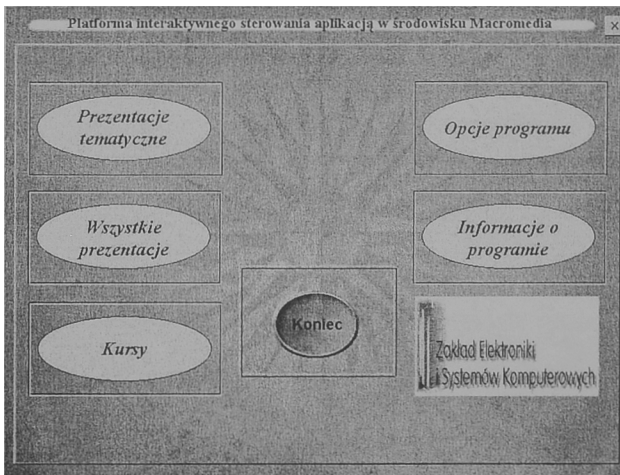 Platforma interaktywnego sterowania aplikacją w środowisku Macromedia
Prezentacje
tematyczne
Wszystkie
prezentacje
Kursy
Koniec
Opcje programu
Informacje o
programie
Zakład Elektroniki
i Systemów Komputerowych